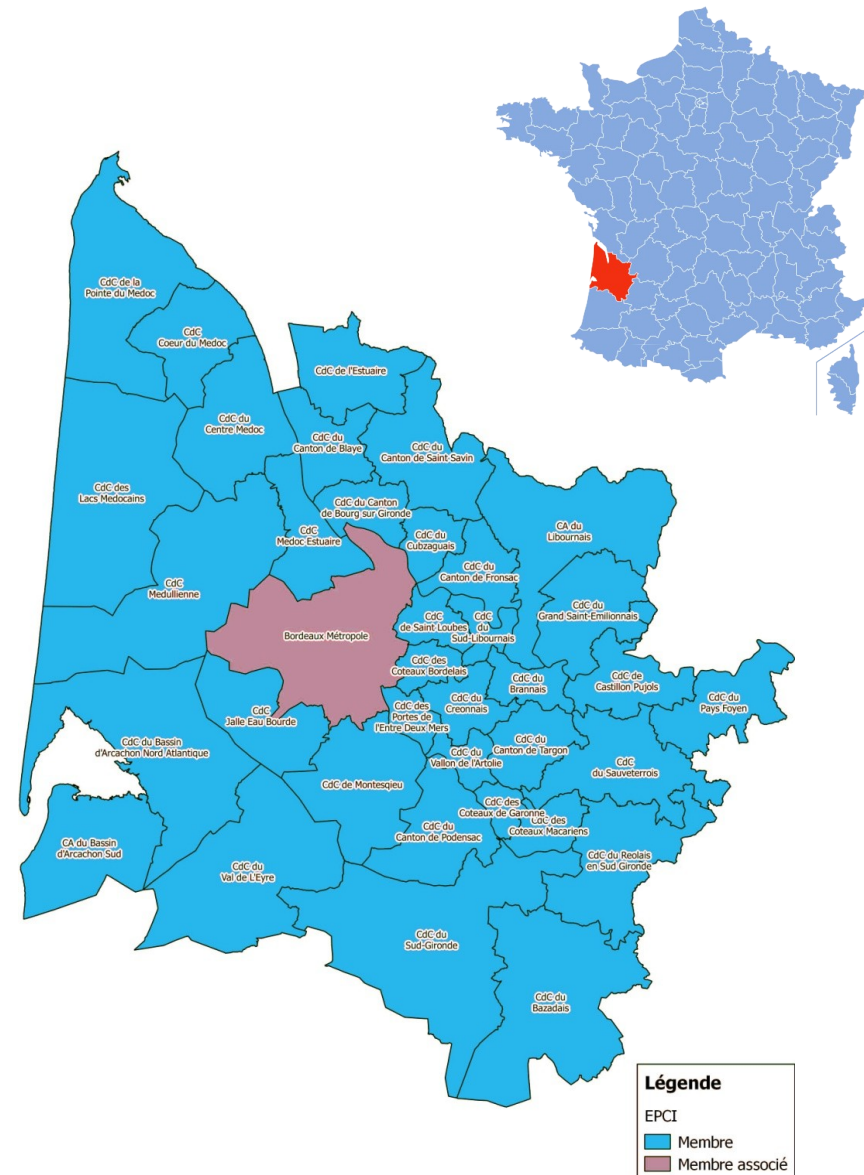 CdC de la
Pointe du Medoc
CdC
Coeur du Medoc
CdC de l'Estuaire
CdC du
Centre Medoc
CdC du
Canton de Blaye
CdC du
Canton de Saint-Savin
CdC des
Lacs Medocains
CdC du Canton
de Bourg sur Gironde
CdC
Medoc Estuaire
CdC du
Cubzaguais
CA du
Libournais
CdC
Medullienne
CdC du
Canton de Fronsac
CdC du
Grand Saint-Emilionnais
CdC
de Saint-Loubes
CdC
du
Sud-Libournais
Bordeaux Métropole
CdC des
Coteaux Bordelais
CdC du
Brannais
CdC de
Castillon Pujols
CdC du
Pays Foyen
CdC
Jalle Eau Bourde
CdC des
Portes de
l'Entre Deux Mers
CdC du
Creonnais
CdC du Bassin
d'Arcachon Nord Atlantique
CdC du
Vallon de l'Artolie
CdC du
Canton de Targon
CdC
du Sauveterrois
CdC de Montesqieu
CdC des
Coteaux de Garonne
CdC des
Coteaux Macariens
CdC du
Canton de Podensac
CA du Bassin
d'Arcachon Sud
CdC du
Val de L'Eyre
CdC du Reolais
en Sud Gironde
CdC du
Sud-Gironde
CdC du
Bazadais
Légende
EPCI
Membre
Membre associé